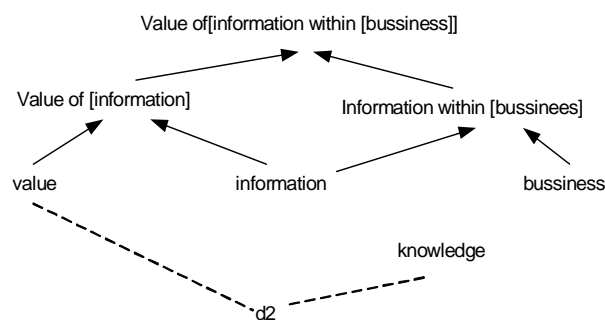 Value of[information within [bussiness]]
Value of [information]
Information within [bussinees]
value
information
bussiness
knowledge
d2